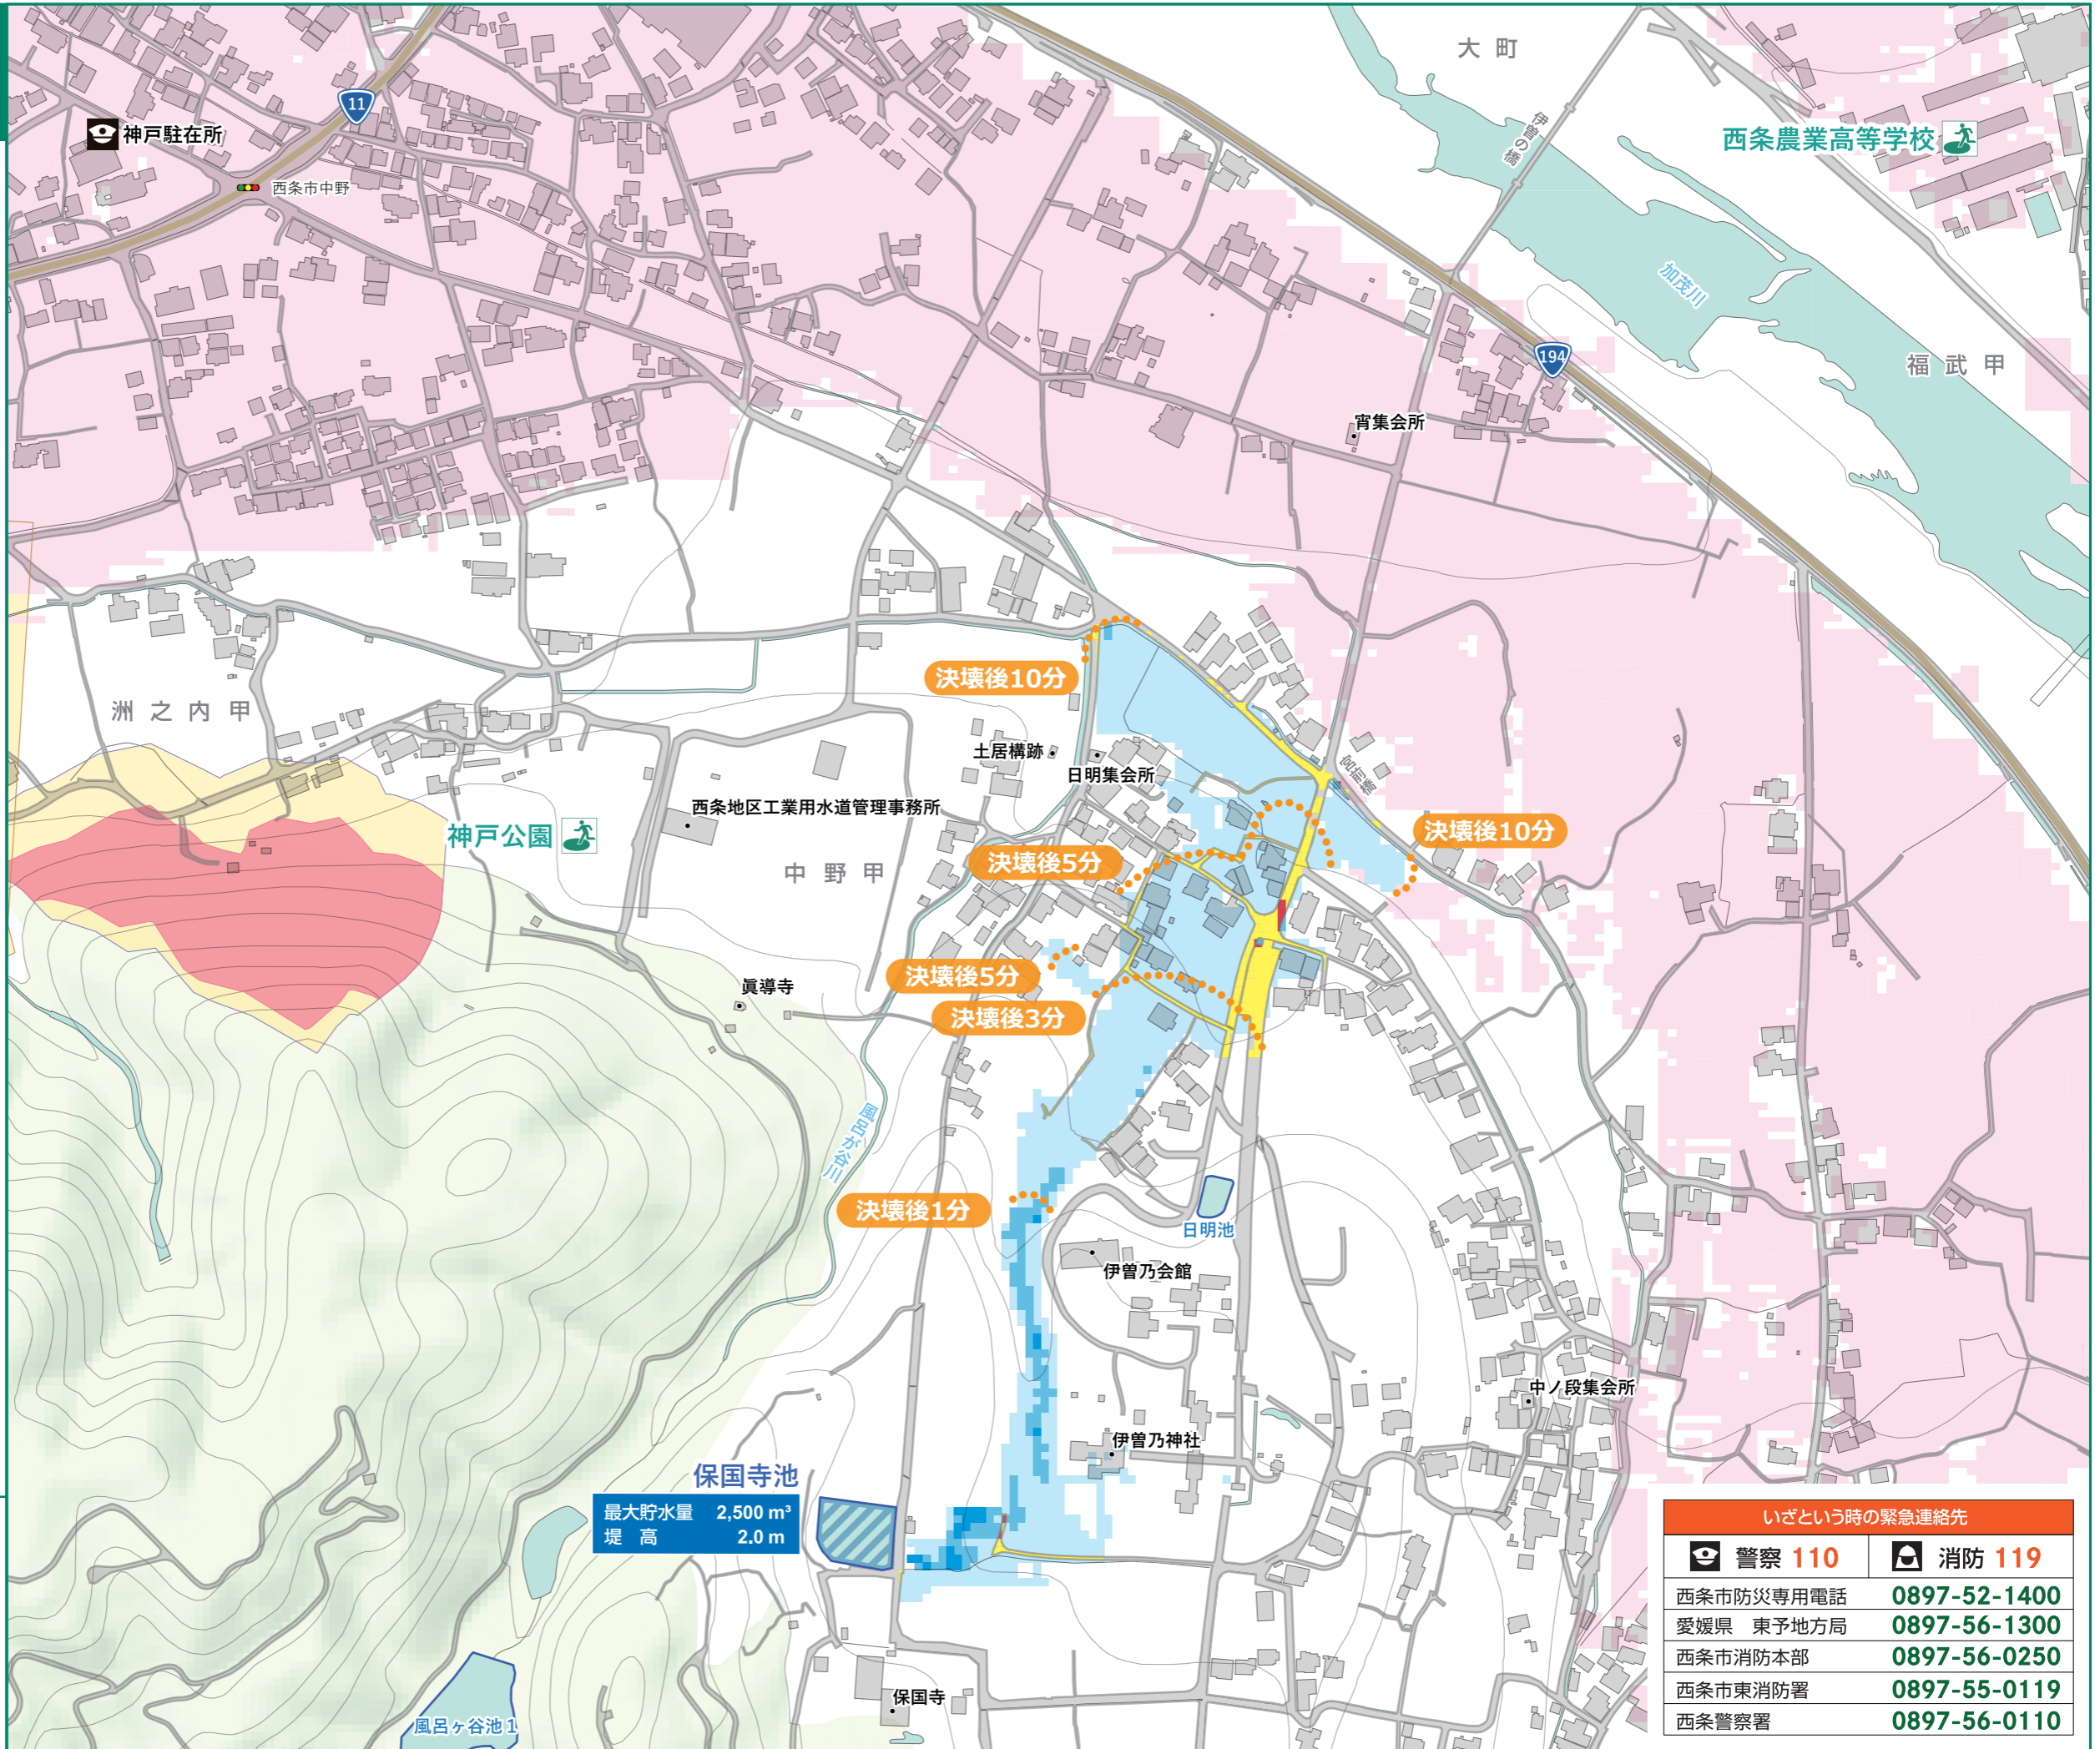 大町
11
神戸駐在所
伊曽の橋
西条農業高等学校
西条市中野
加茂川
194
福武甲
宵集会所
決壊後10分
洲之内甲
土居構跡
日明集会所
宮前橋
西条地区工業用水道管理事務所
神戸公園
決壊後10分
中野甲
決壊後5分
決壊後5分
眞導寺
決壊後3分
風呂が谷川
決壊後1分
日明池
伊曽乃会館
中ノ段集会所
伊曽乃神社
保国寺池
最大貯水量 2,500 m³
堤 高 2.0 m
いざという時の緊急連絡先
警察 110 消防 119
西条市防災専用電話 0897-52-1400
愛媛県 東予地方局 0897-56-1300
西条市消防本部 0897-56-0250
西条市東消防署 0897-55-0119
西条警察署 0897-56-0110
保国寺
風呂ヶ谷池1